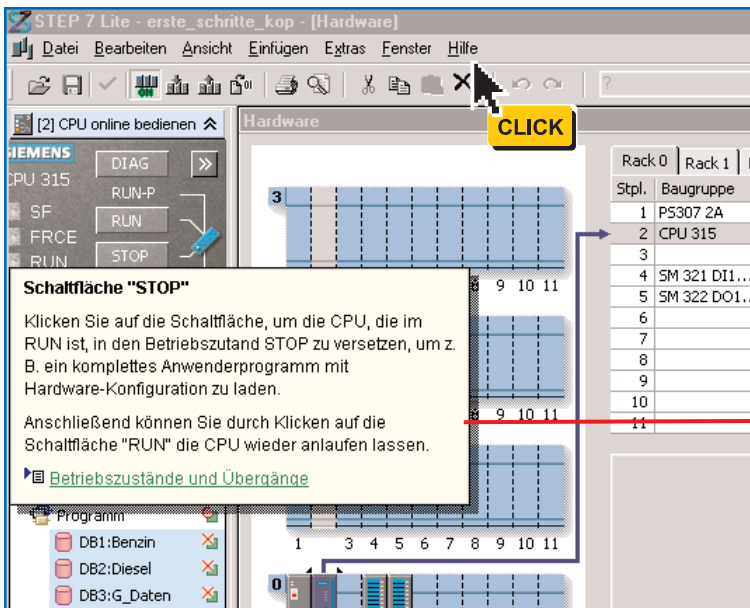 STEP 7 Lite - erste_schritte_kop - [Hardware]
Datei Bearbeiten Ansicht Einfügen Extras Fenster Hilfe
ON
?
[2] CPU online bedienen
Hardware
CLICK
SIEMENS
CPU 315
DIAG
»
RUN-P
SF
RUN
FRCE
STOP
RUN
3
9 10 11
Rack 0 Rack 1
Stpl. Baugruppe
1 PS307 2A
2 CPU 315
3
4 SM 321 DI1...
5 SM 322 DO1...
6
7
8
9
10
11
Schaltfläche "STOP"
Klicken Sie auf die Schaltfläche, um die CPU, die im
RUN ist, in den Betriebszutand STOP zu versetzen, um z.
B. ein komplettes Anwenderprogramm mit
Hardware-Konfiguration zu laden.
Anschließend können Sie durch Klicken auf die
Schaltfläche "RUN" die CPU wieder anlaufen lassen.
Betriebszustände und Übergänge
9 10 11
Programm
DB1:Benzin
DB2:Diesel
DB3:G_Daten
1 3 4 5 6 7 8 9 10 11
0